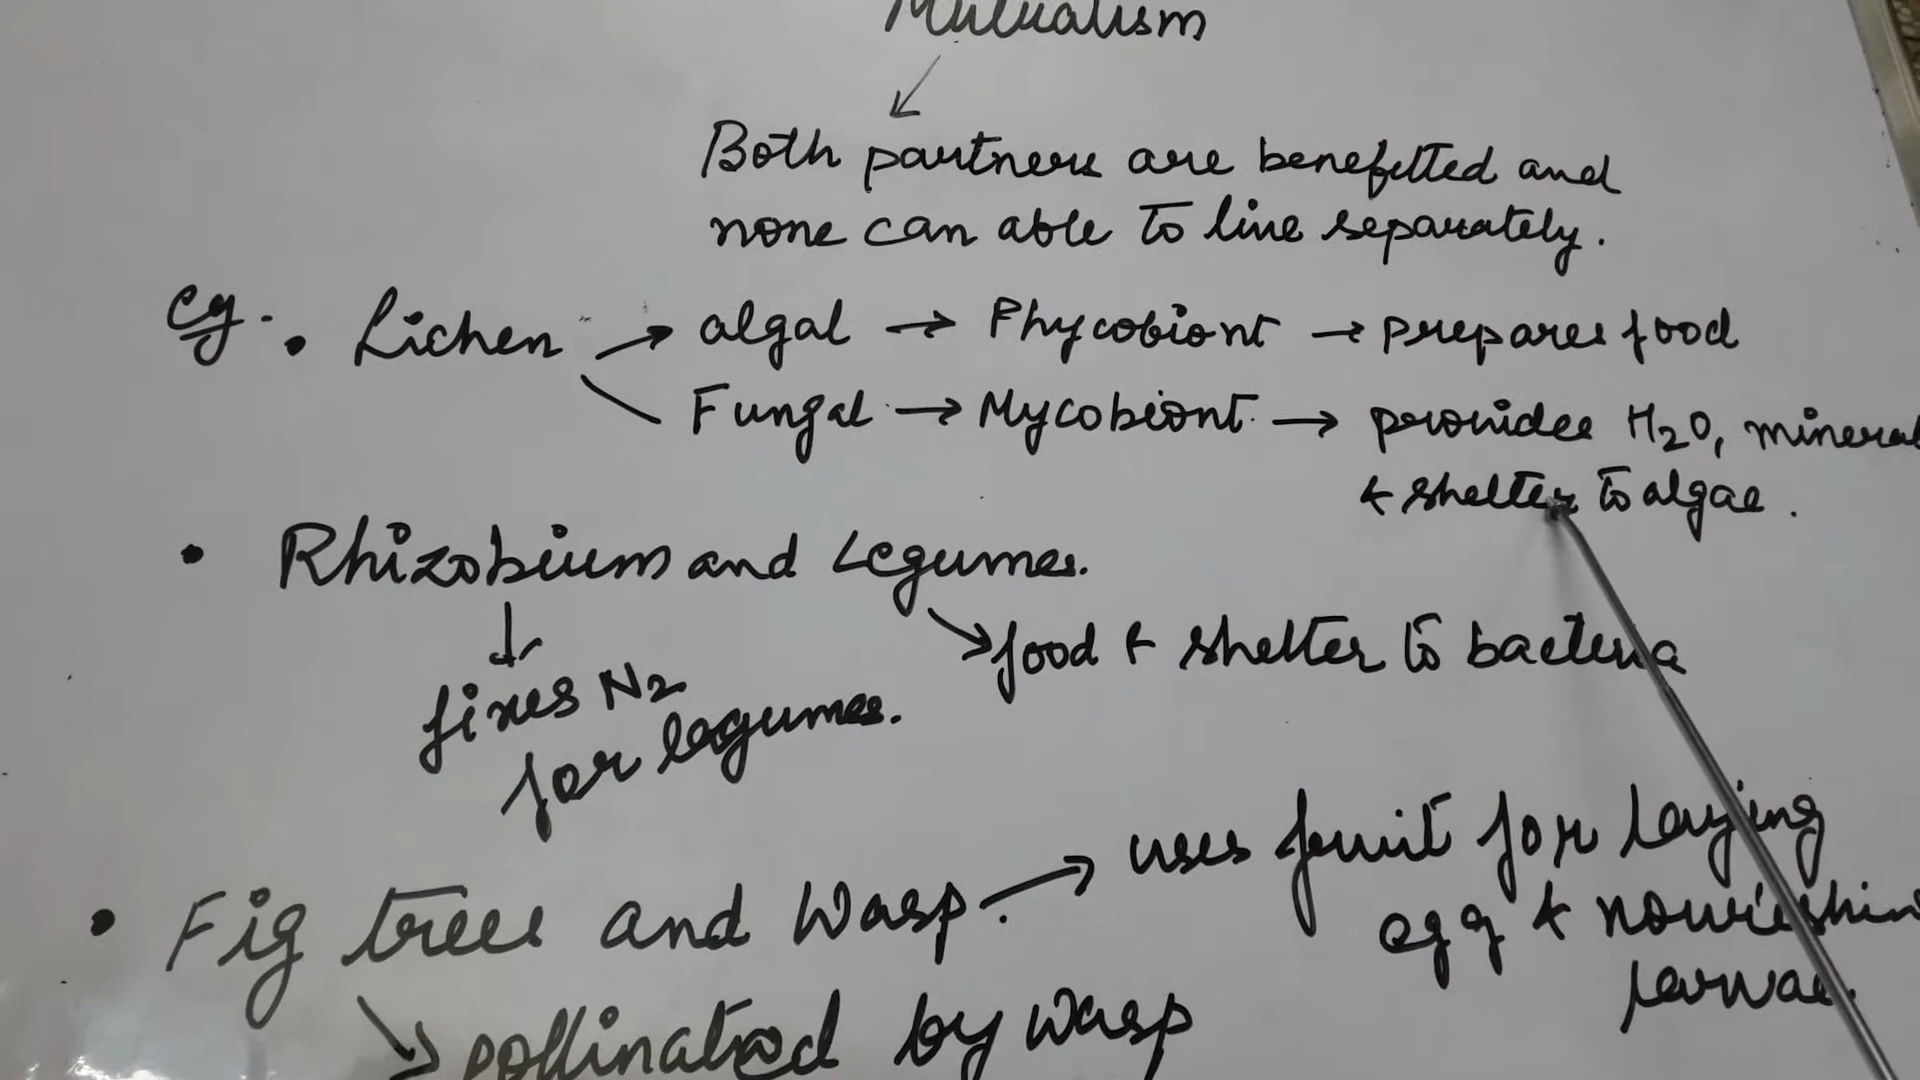 Mutualism
Both partners are benefitted and
none can able to live separately.
eg. • Lichen → algal → Phycobiont → prepares food
Fungal → Mycobiont → provides H2O, mineral
& shelter to algae.
• Rhizobium and Legumes.
food & shelter to bacteria
fixes N2
for legumes.
uses fruit for laying
egg & nourishin
larvae.
• Fig trees and Wasp.
pollinated by wasp